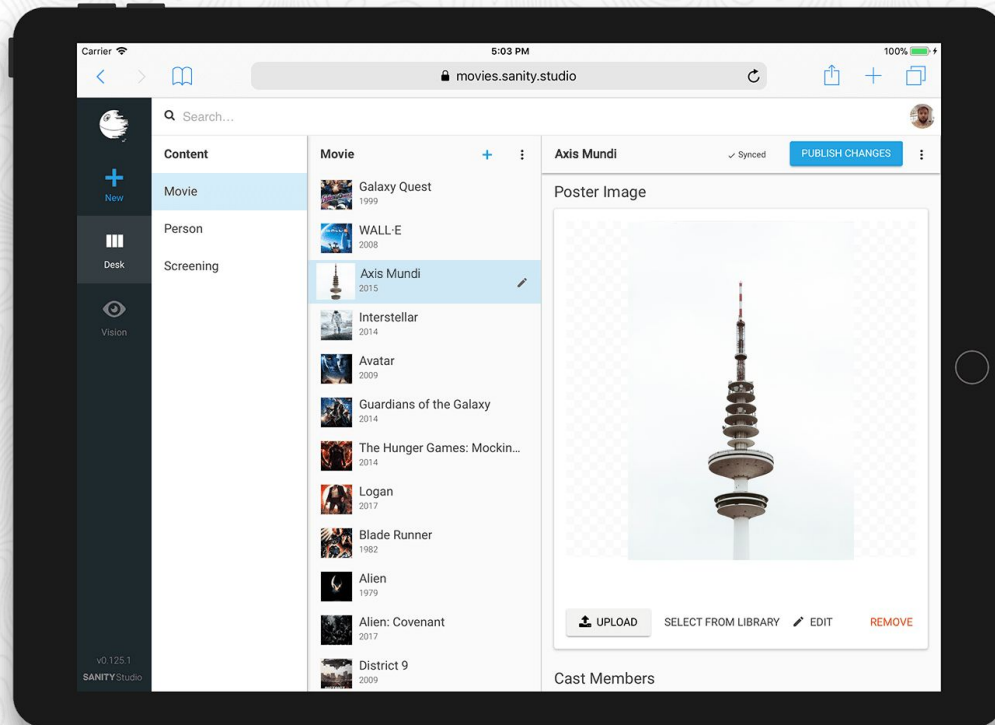 Carrier
5:03 PM
100%
movies.sanity.studio
Search...
New
Desk
Vision
v0.125.1
SANITY Studio
Content
Movie
Person
Screening
Movie
Galaxy Quest
1999
WALL·E
2008
Axis Mundi
2015
Interstellar
2014
Avatar
2009
Guardians of the Galaxy
2014
The Hunger Games: Mockin...
2014
Logan
2017
Blade Runner
1982
Alien
1979
Alien: Covenant
2017
District 9
2009
Axis Mundi
Synced
PUBLISH CHANGES
Poster Image
UPLOAD
SELECT FROM LIBRARY
EDIT
REMOVE
Cast Members